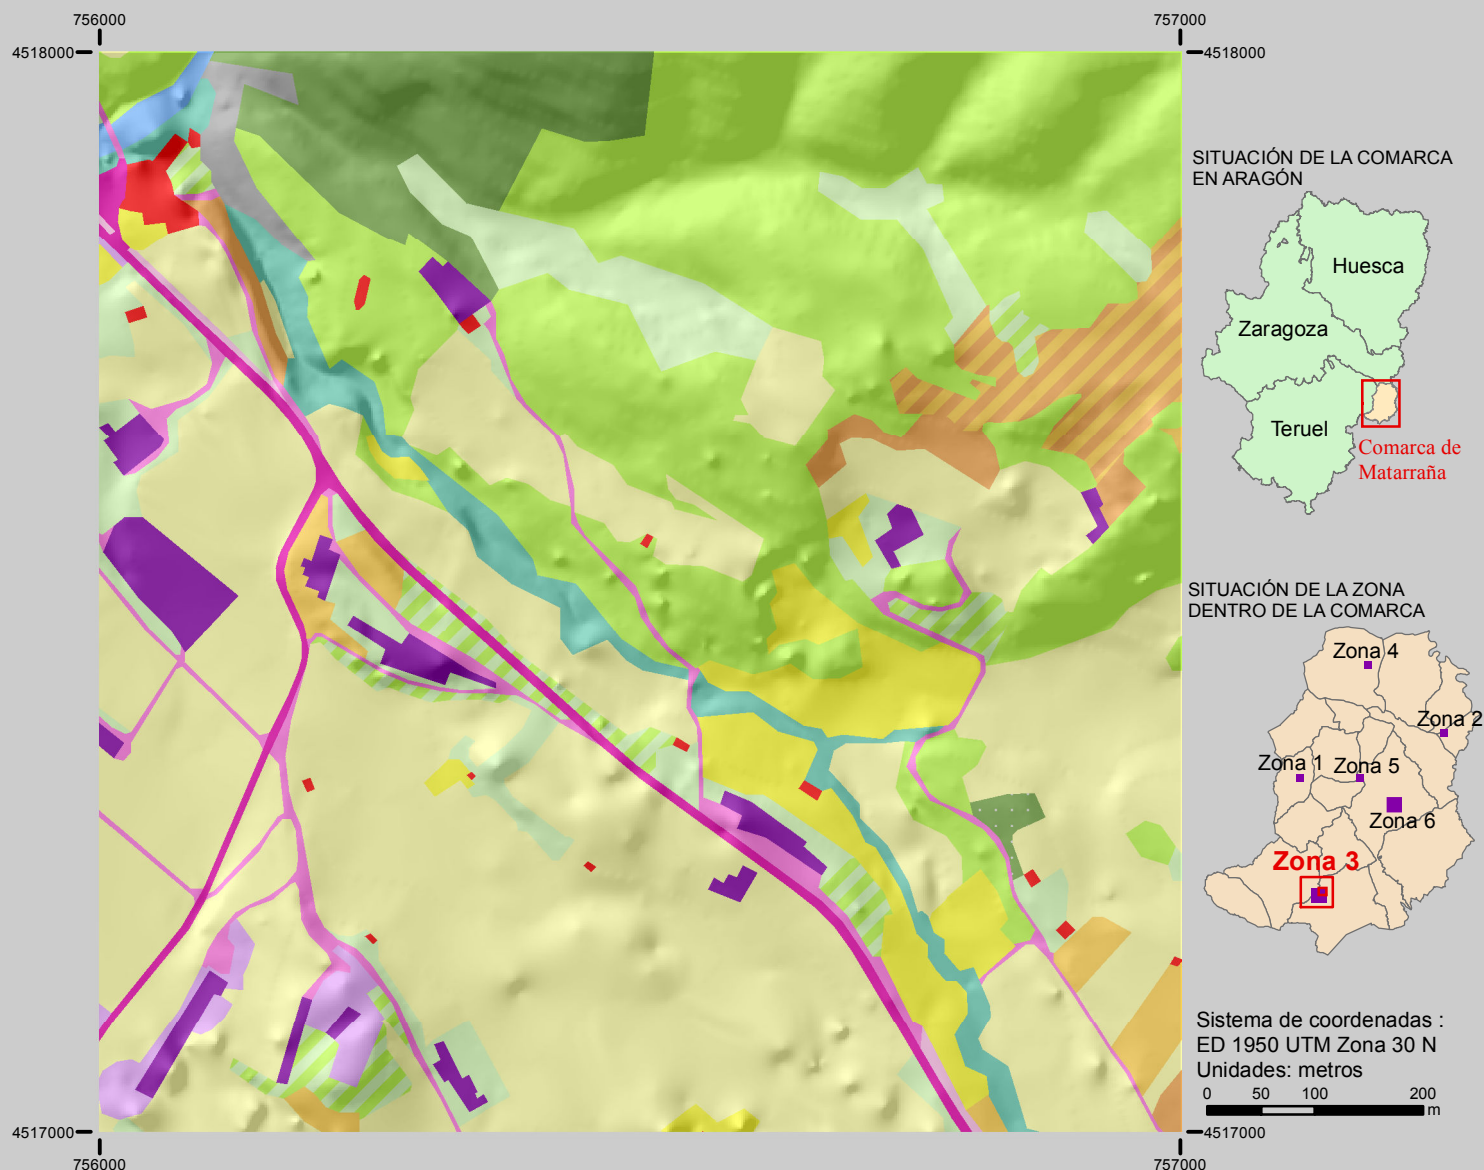 756000
757000
4518000
4518000
SITUACIÓN DE LA COMARCA
EN ARAGÓN
Huesca
Zaragoza
Teruel
Comarca de
Matarraña
SITUACIÓN DE LA ZONA
DENTRO DE LA COMARCA
Zona 4
Zona 2
Zona 1
Zona 5
Zona 6
Zona 3
Sistema de coordenadas :
ED 1950 UTM Zona 30 N
Unidades: metros
0 50 100 200
m
4517000
4517000
756000
757000